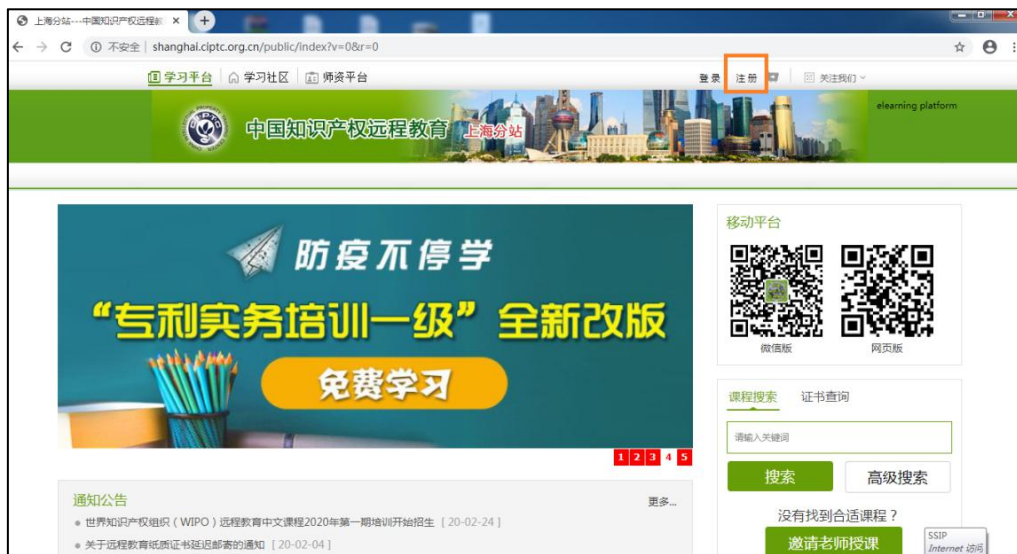 上海分站---中国知识产权远程
不安全 shanghai.ciptc.org.cn/public/index?v=0&r=0
学习平台 学习社区 师资平台 登录 注册 关注我们
中国知识产权远程教育 上海分站
elearning platform
防疫不停学
“专利实务培训一级”全新改版
免费学习
1 2 3 4 5
移动平台
微信版 网页版
课程搜索 证书查询
请输入关键词
搜索 高级搜索
没有找到合适课程？
邀请老师授课
通知公告 更多...
世界知识产权组织（WIPO）远程教育中文课程2020年第一期培训开始招生 [ 20-02-24 ]
关于远程教育纸质证书延迟邮寄的通知 [ 20-02-04 ]
SSIP
Internet 访问